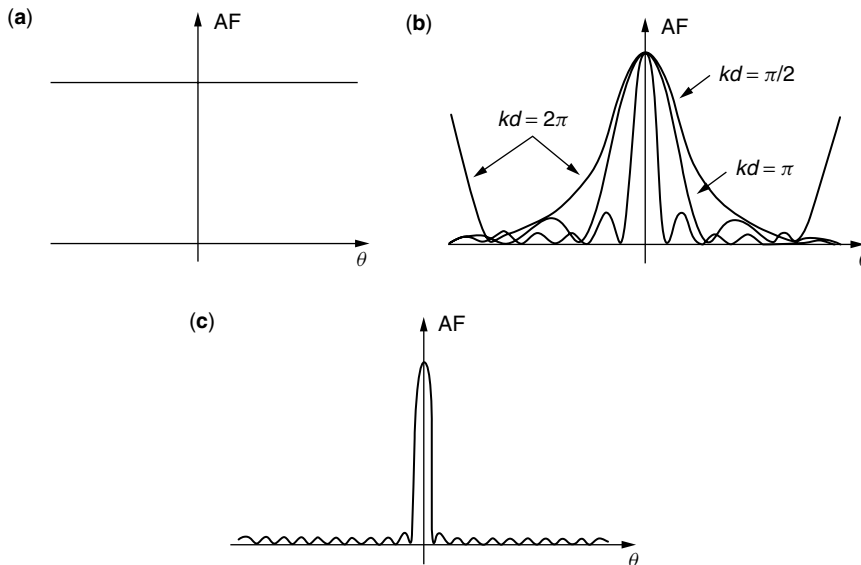 (a)
AF
θ
(b)
AF
kd = π/2
kd = 2π
kd = π
(c)
AF
θ